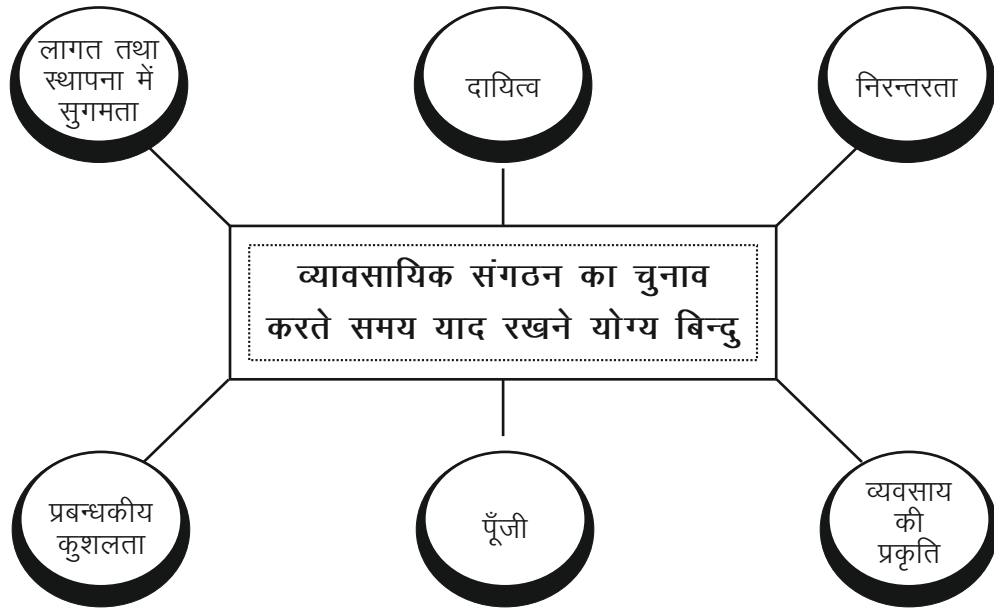 लागत तथा
स्थापना में
सुगमता
दायित्व
निरन्तरता
व्यावसायिक संगठन का चुनाव
करते समय याद रखने योग्य बिन्दु
प्रबन्धकीय
कुशलता
पूँजी
व्यवसाय
की
प्रकृति